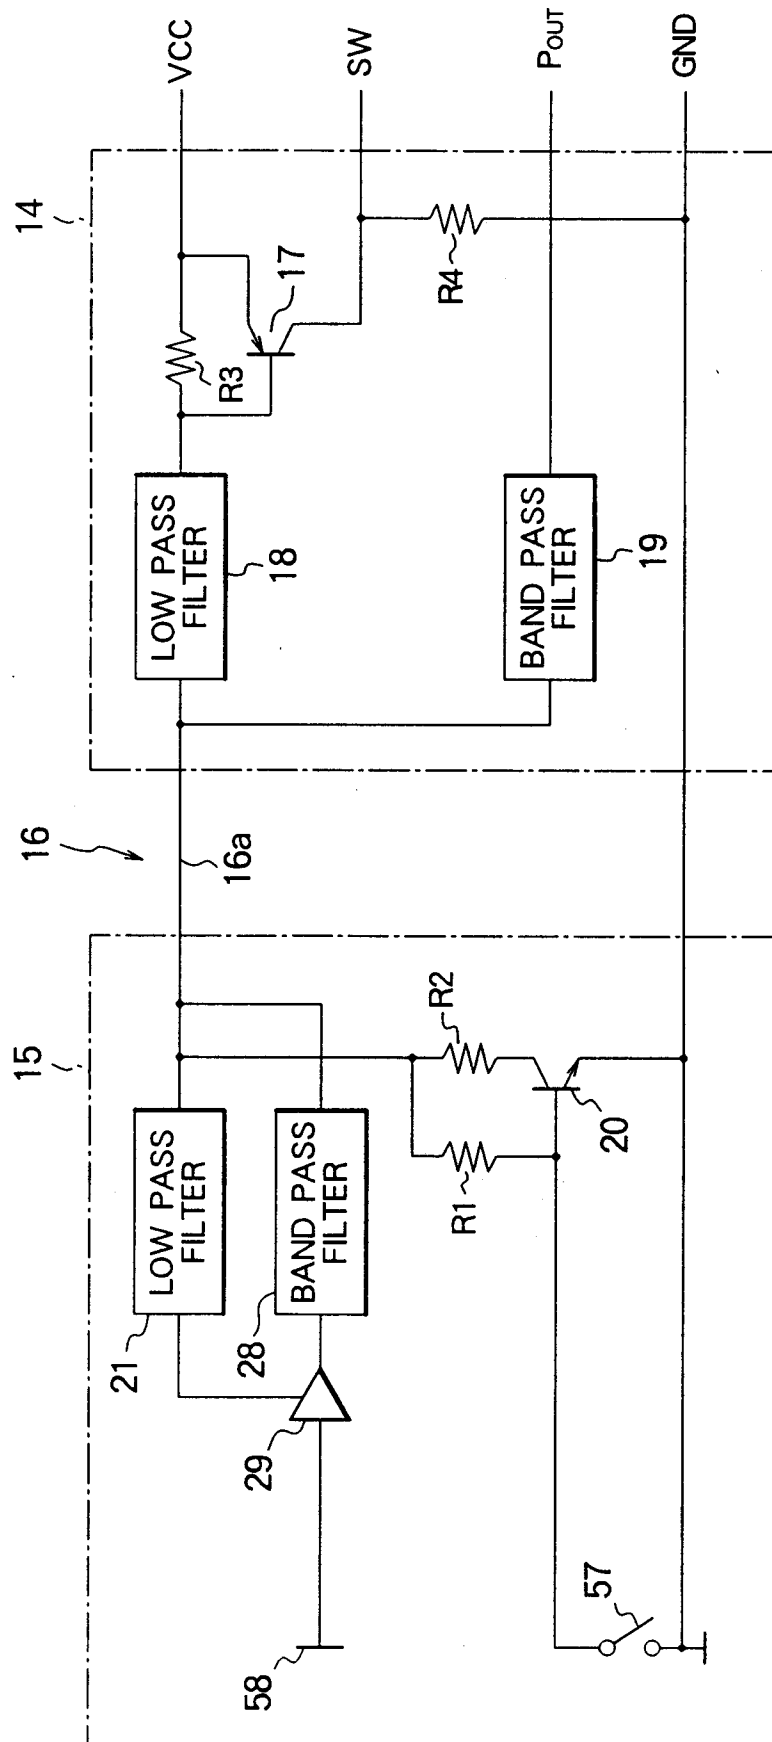 14
VCC
SW
POUT
GND
17
R3
R4
LOW PASS
FILTER
18
BAND PASS
FILTER
19
16
16a
15
R2
R1
20
LOW PASS
FILTER
21
BAND PASS
FILTER
28
29
58
57